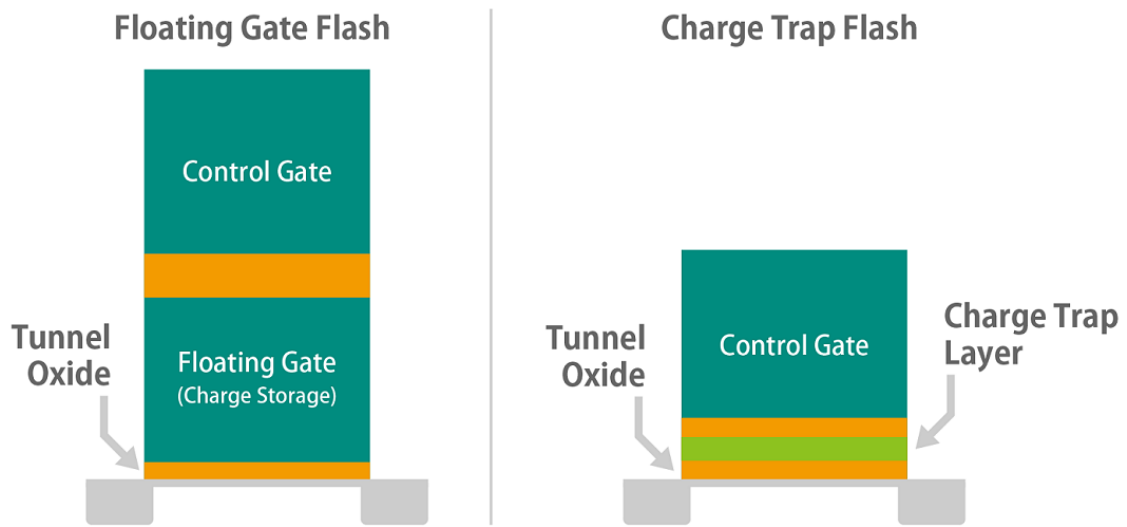 Floating Gate Flash
Control Gate
Tunnel
Oxide
Floating Gate
(Charge Storage)
Charge Trap Flash
Tunnel
Oxide
Control Gate
Charge Trap
Layer